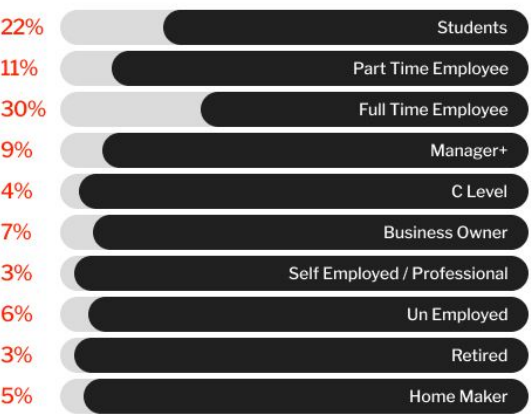 22% Students
11% Part Time Employee
30% Full Time Employee
9% Manager+
4% C Level
7% Business Owner
3% Self Employed / Professional
6% Un Employed
3% Retired
5% Home Maker